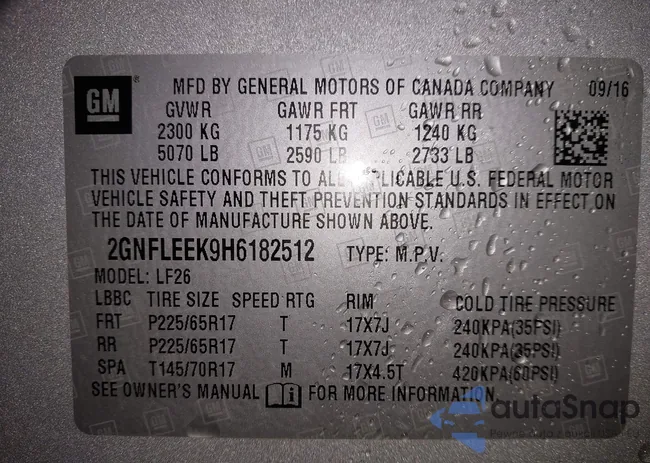 GM
MFD BY GENERAL MOTORS OF CANADA COMPANY 09/16
GVWR GAWR FRT GAWR RR
2300 KG 1175 KG 1240 KG
5070 LB 2590 LB 2733 LB
THIS VEHICLE CONFORMS TO ALL APPLICABLE U.S. FEDERAL MOTOR
VEHICLE SAFETY AND THEFT PREVENTION STANDARDS IN EFFECT ON
THE DATE OF MANUFACTURE SHOWN ABOVE.
2GNFLEEK9H6182512 TYPE: M.P.V.
MODEL: LF26
LBBC TIRE SIZE SPEED RTG RIM COLD TIRE PRESSURE
FRT P225/65R17 T 17X7J 240KPA(35PSI)
RR P225/65R17 T 17X7J 240KPA(35PSI)
SPA T145/70R17 M 17X4.5T 420KPA(60PSI)
SEE OWNER'S MANUAL i FOR MORE INFORMATION.
autoSnap